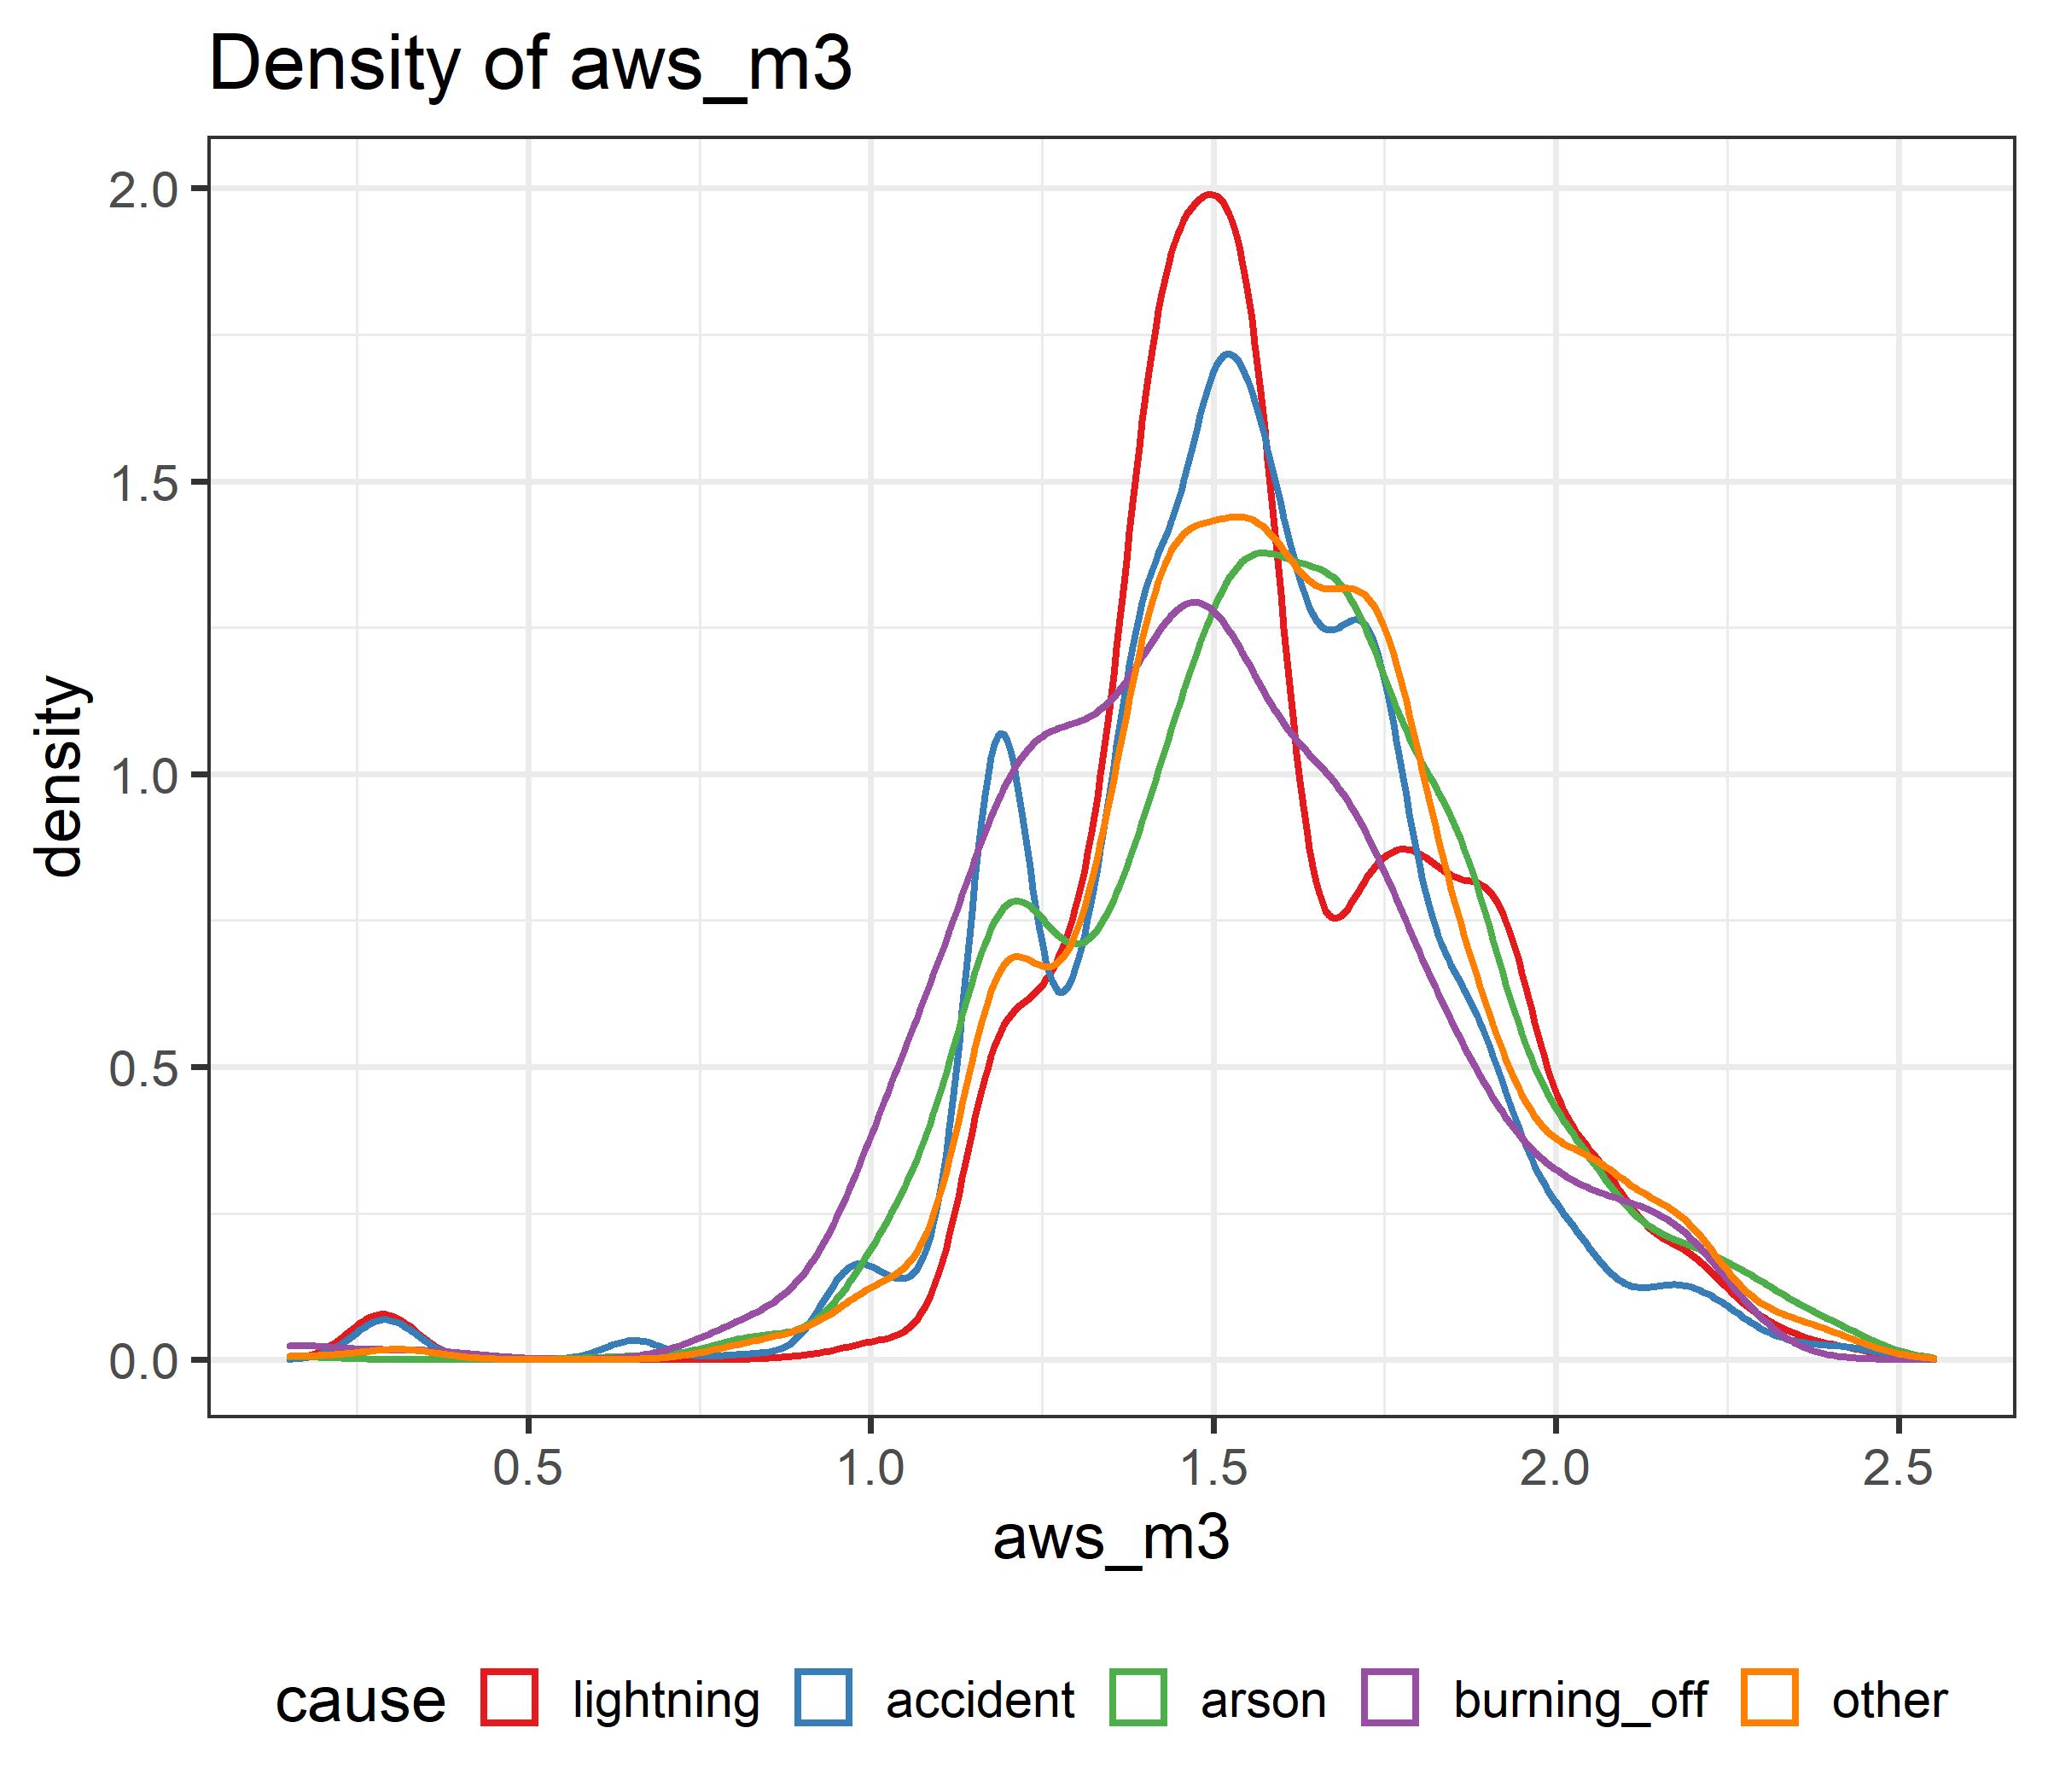 Density of aws_m3
density
2.0
1.5
1.0
0.5
0.0
0.5 1.0 1.5 2.0 2.5
aws_m3
cause lightning accident arson burning_off other